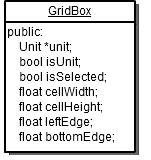 GridBox
public:
Unit *unit;
bool isUnit;
bool isSelected;
float cellWidth;
float cellHeight;
float leftEdge;
float bottomEdge;